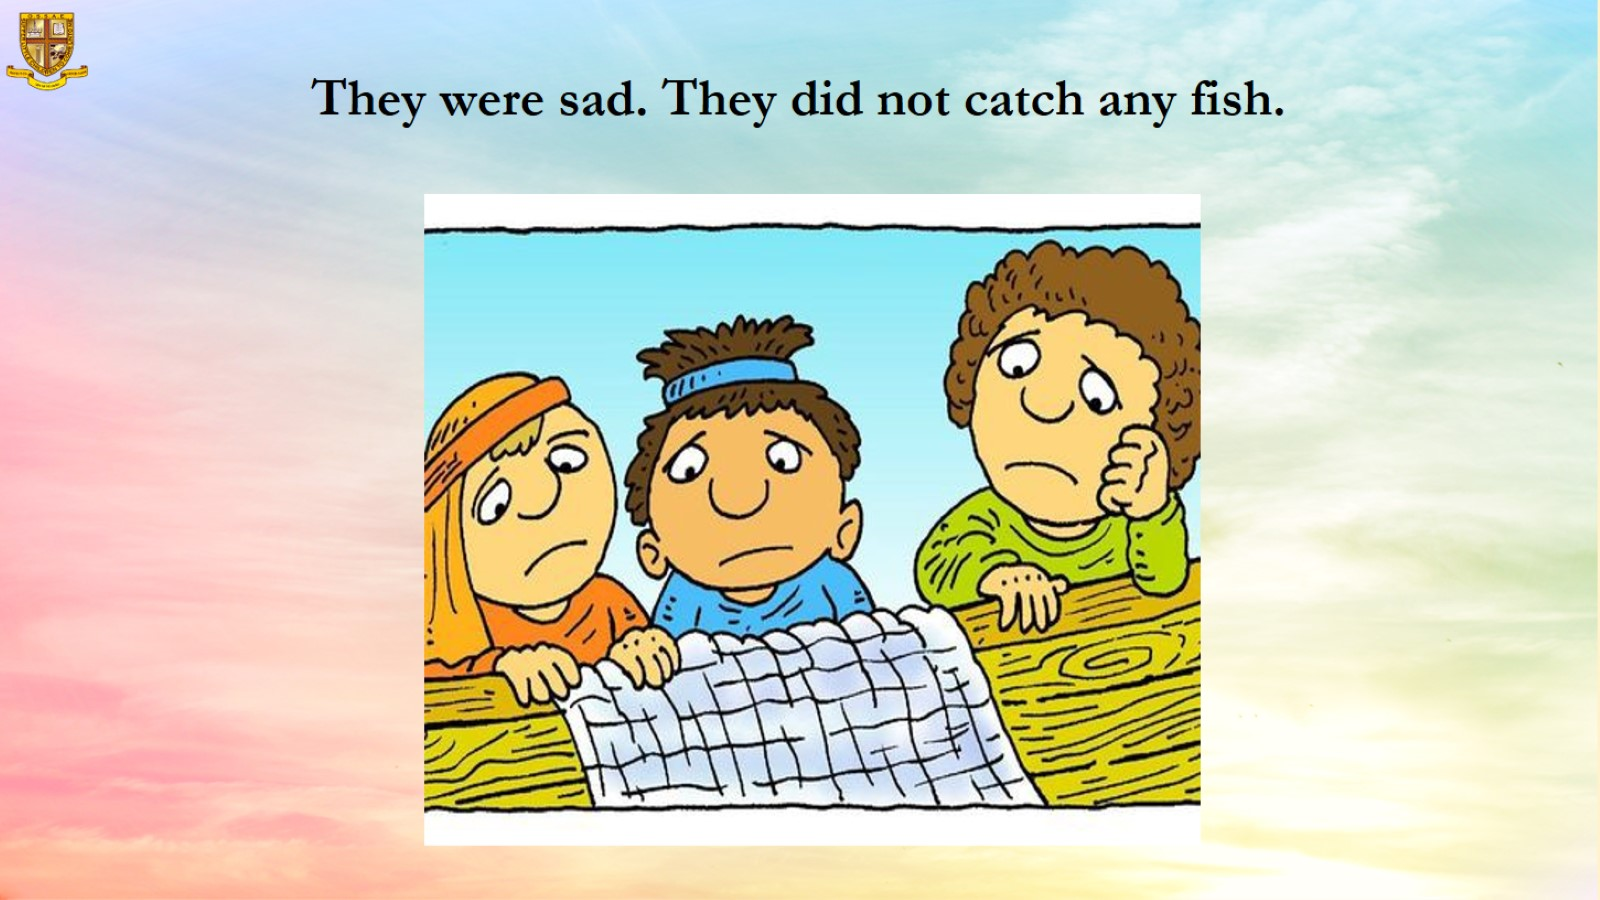 They were sad. They did not catch any fish.